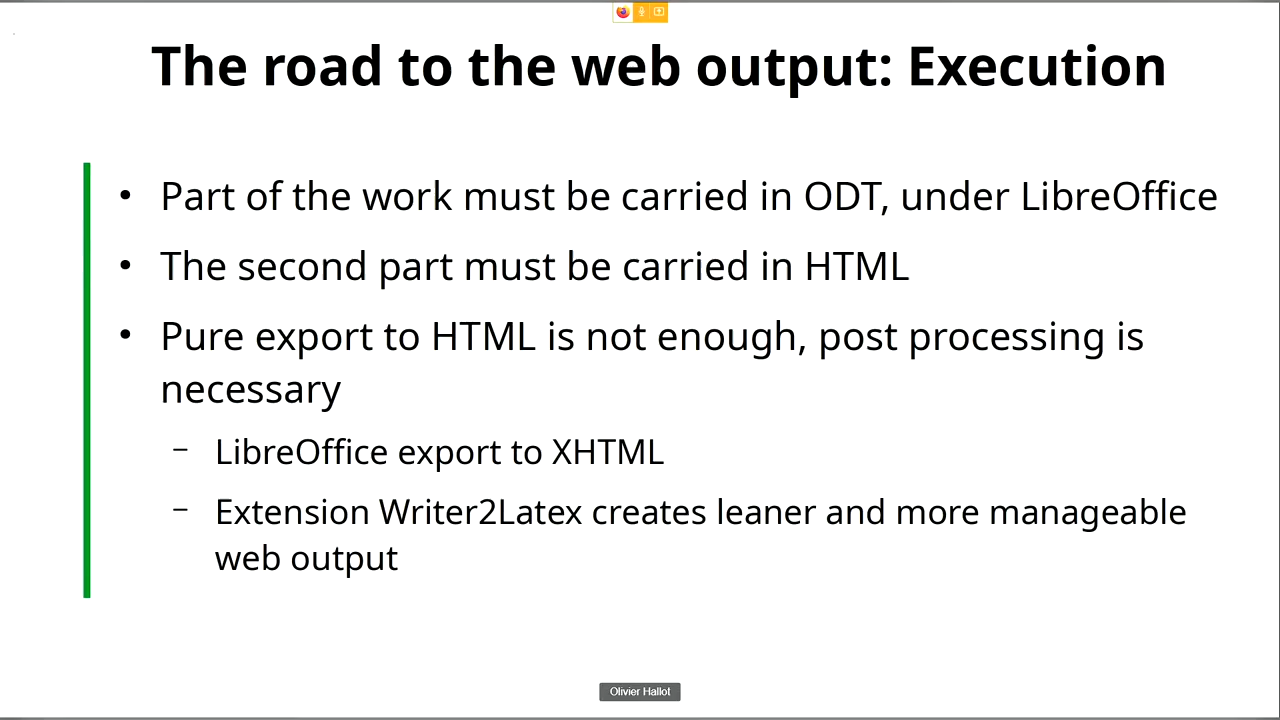 The road to the web output: Execution
• Part of the work must be carried in ODT, under LibreOffice
• The second part must be carried in HTML
• Pure export to HTML is not enough, post processing is
necessary
– LibreOffice export to XHTML
– Extension Writer2Latex creates leaner and more manageable
web output
Olivier Hallot